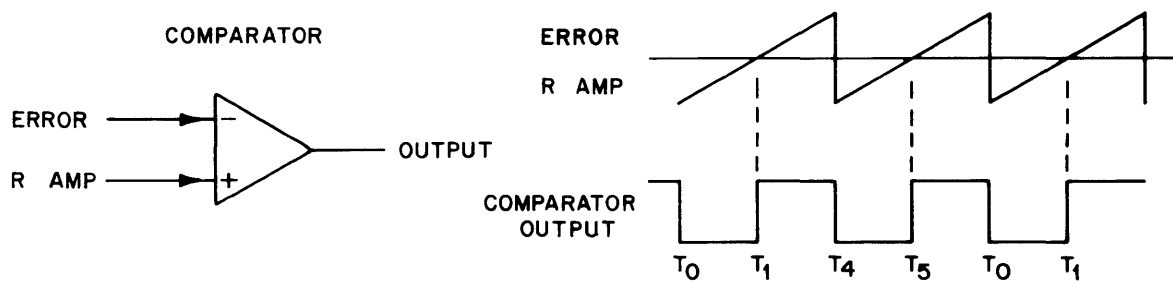 COMPARATOR
ERROR
R AMP
-
+
OUTPUT
ERROR
R AMP
COMPARATOR
OUTPUT
T0 T1 T4 T5 T0 T1